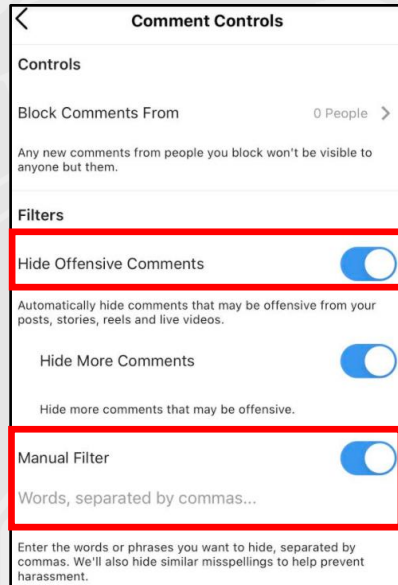 Comment Controls
Controls
Block Comments From 0 People
Any new comments from people you block won't be visible to
anyone but them.
Filters
Hide Offensive Comments
Automatically hide comments that may be offensive from your
posts, stories, reels and live videos.
Hide More Comments
Hide more comments that may be offensive.
Manual Filter
Words, separated by commas...
Enter the words or phrases you want to hide, separated by
commas. We'll also hide similar misspellings to help prevent
harassment.